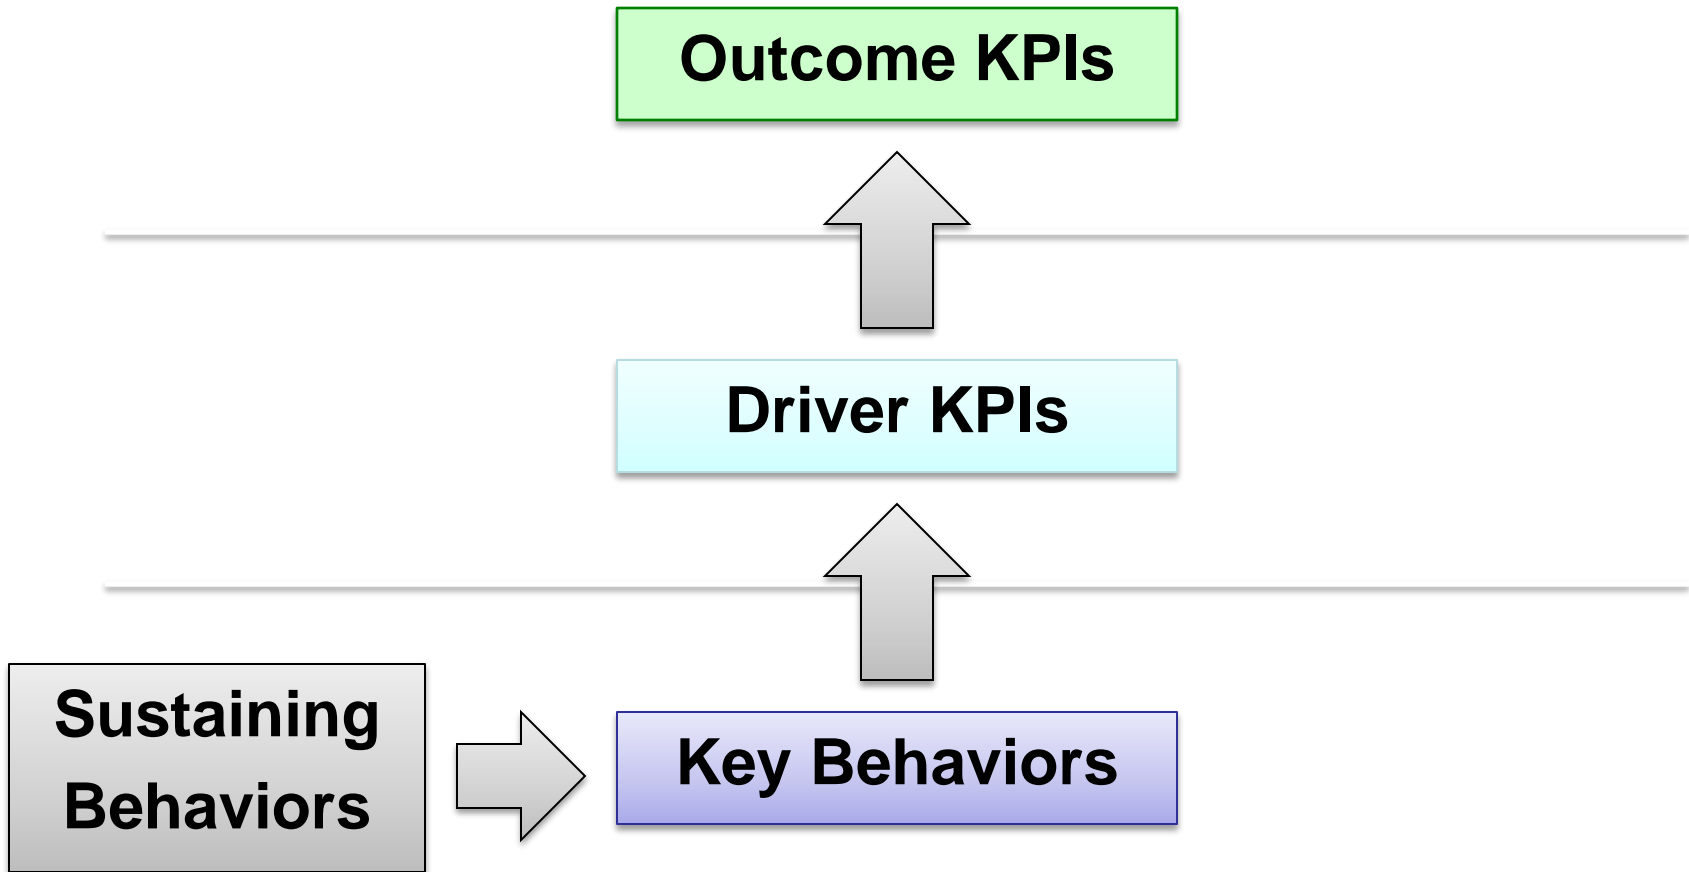 Outcome KPIs
Driver KPIs
Sustaining
Behaviors
Key Behaviors